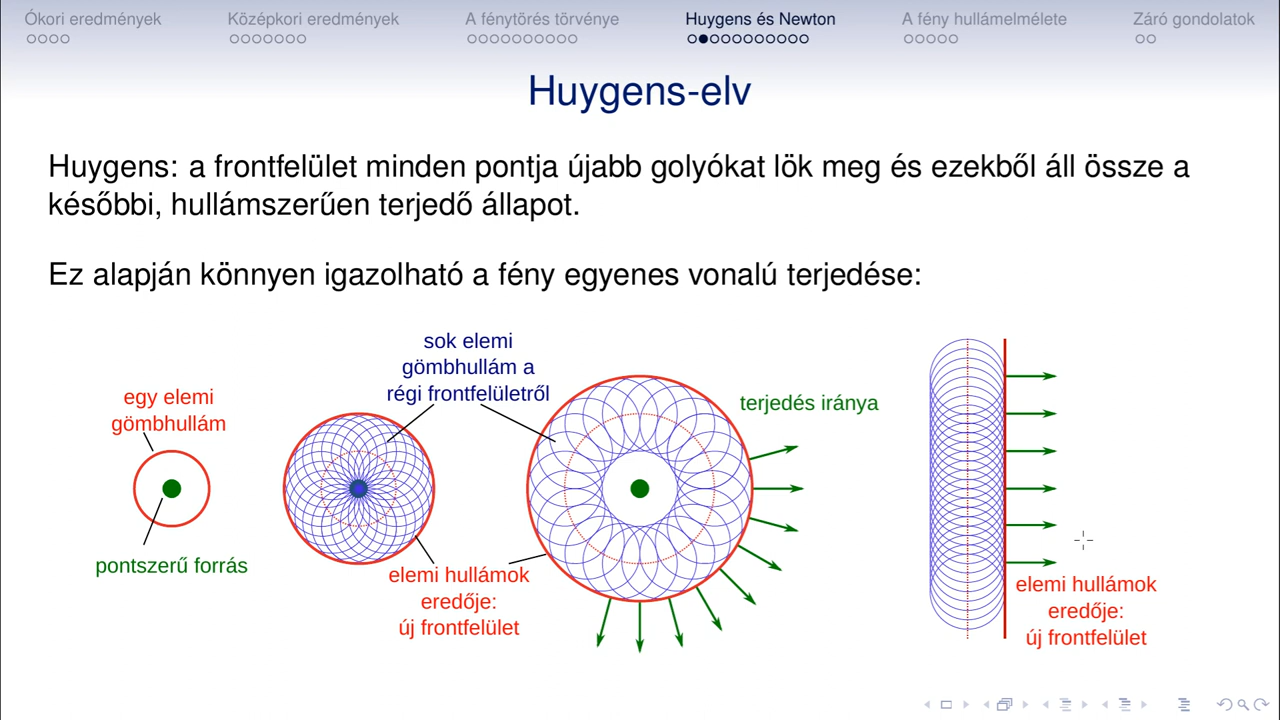 Ókori eredmények
Középkori eredmények
A fénytörés törvénye
Huygens és Newton
A fény hullámelmélete
Záró gondolatok
Huygens-elv
Huygens: a frontfelület minden pontja újabb golyókat lök meg és ezekből áll össze a
későbbi, hullámszerűen terjedő állapot.
Ez alapján könnyen igazolható a fény egyenes vonalú terjedése:
egy elemi
gömbhullám
pontszerű forrás
sok elemi
gömbhullám a
régi frontfelületről
elemi hullámok
eredője:
új frontfelület
terjedés iránya
elemi hullámok
eredője:
új frontfelület